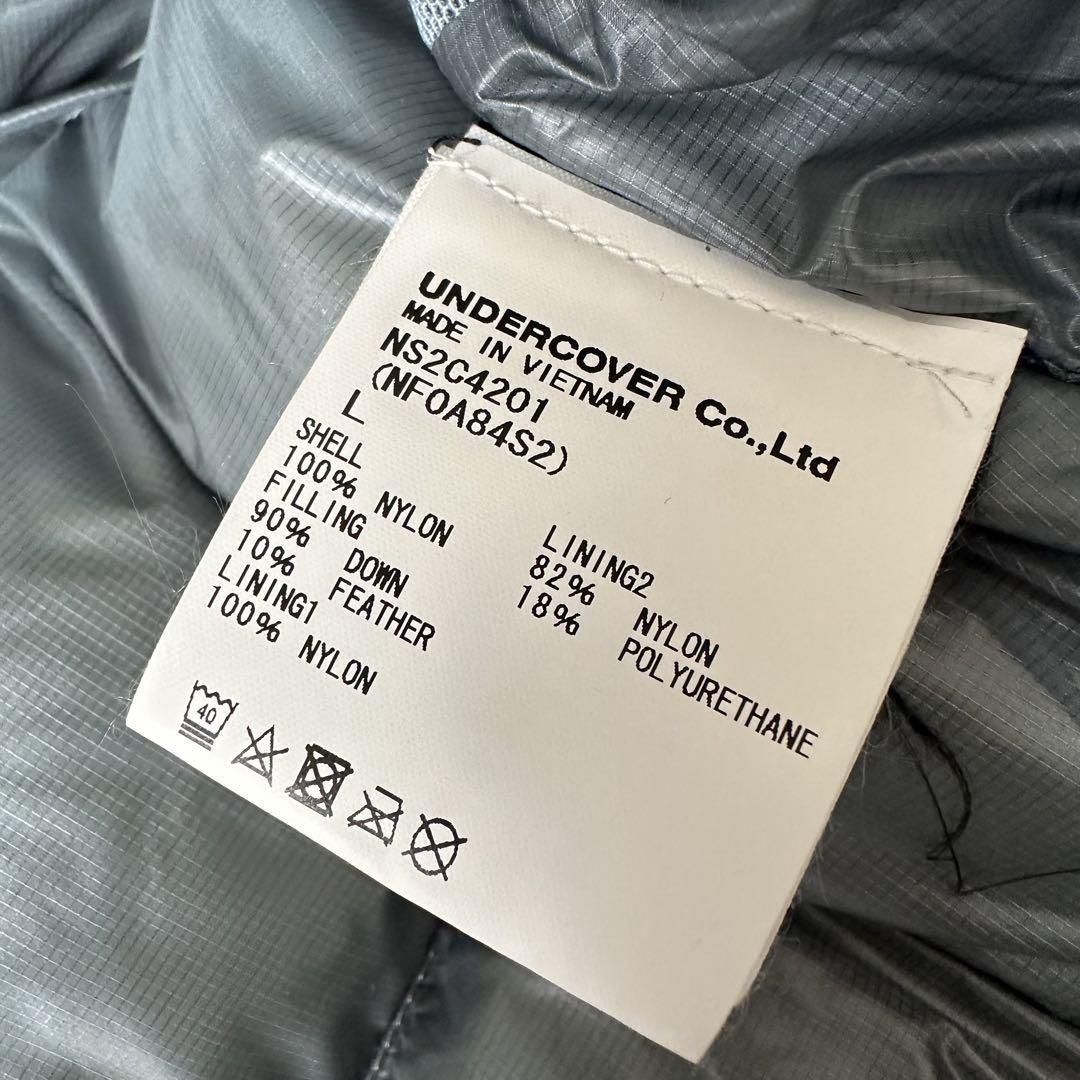 UNDERCOVER Co.,Ltd
MADE IN VIETNAM
NS2C4201
(NF0A84S2)
L
SHELL
100% NYLON
FILLING
90% DOWN
10% FEATHER
LINING1
100% NYLON
LINING2
82% NYLON
18% POLYURETHANE
40